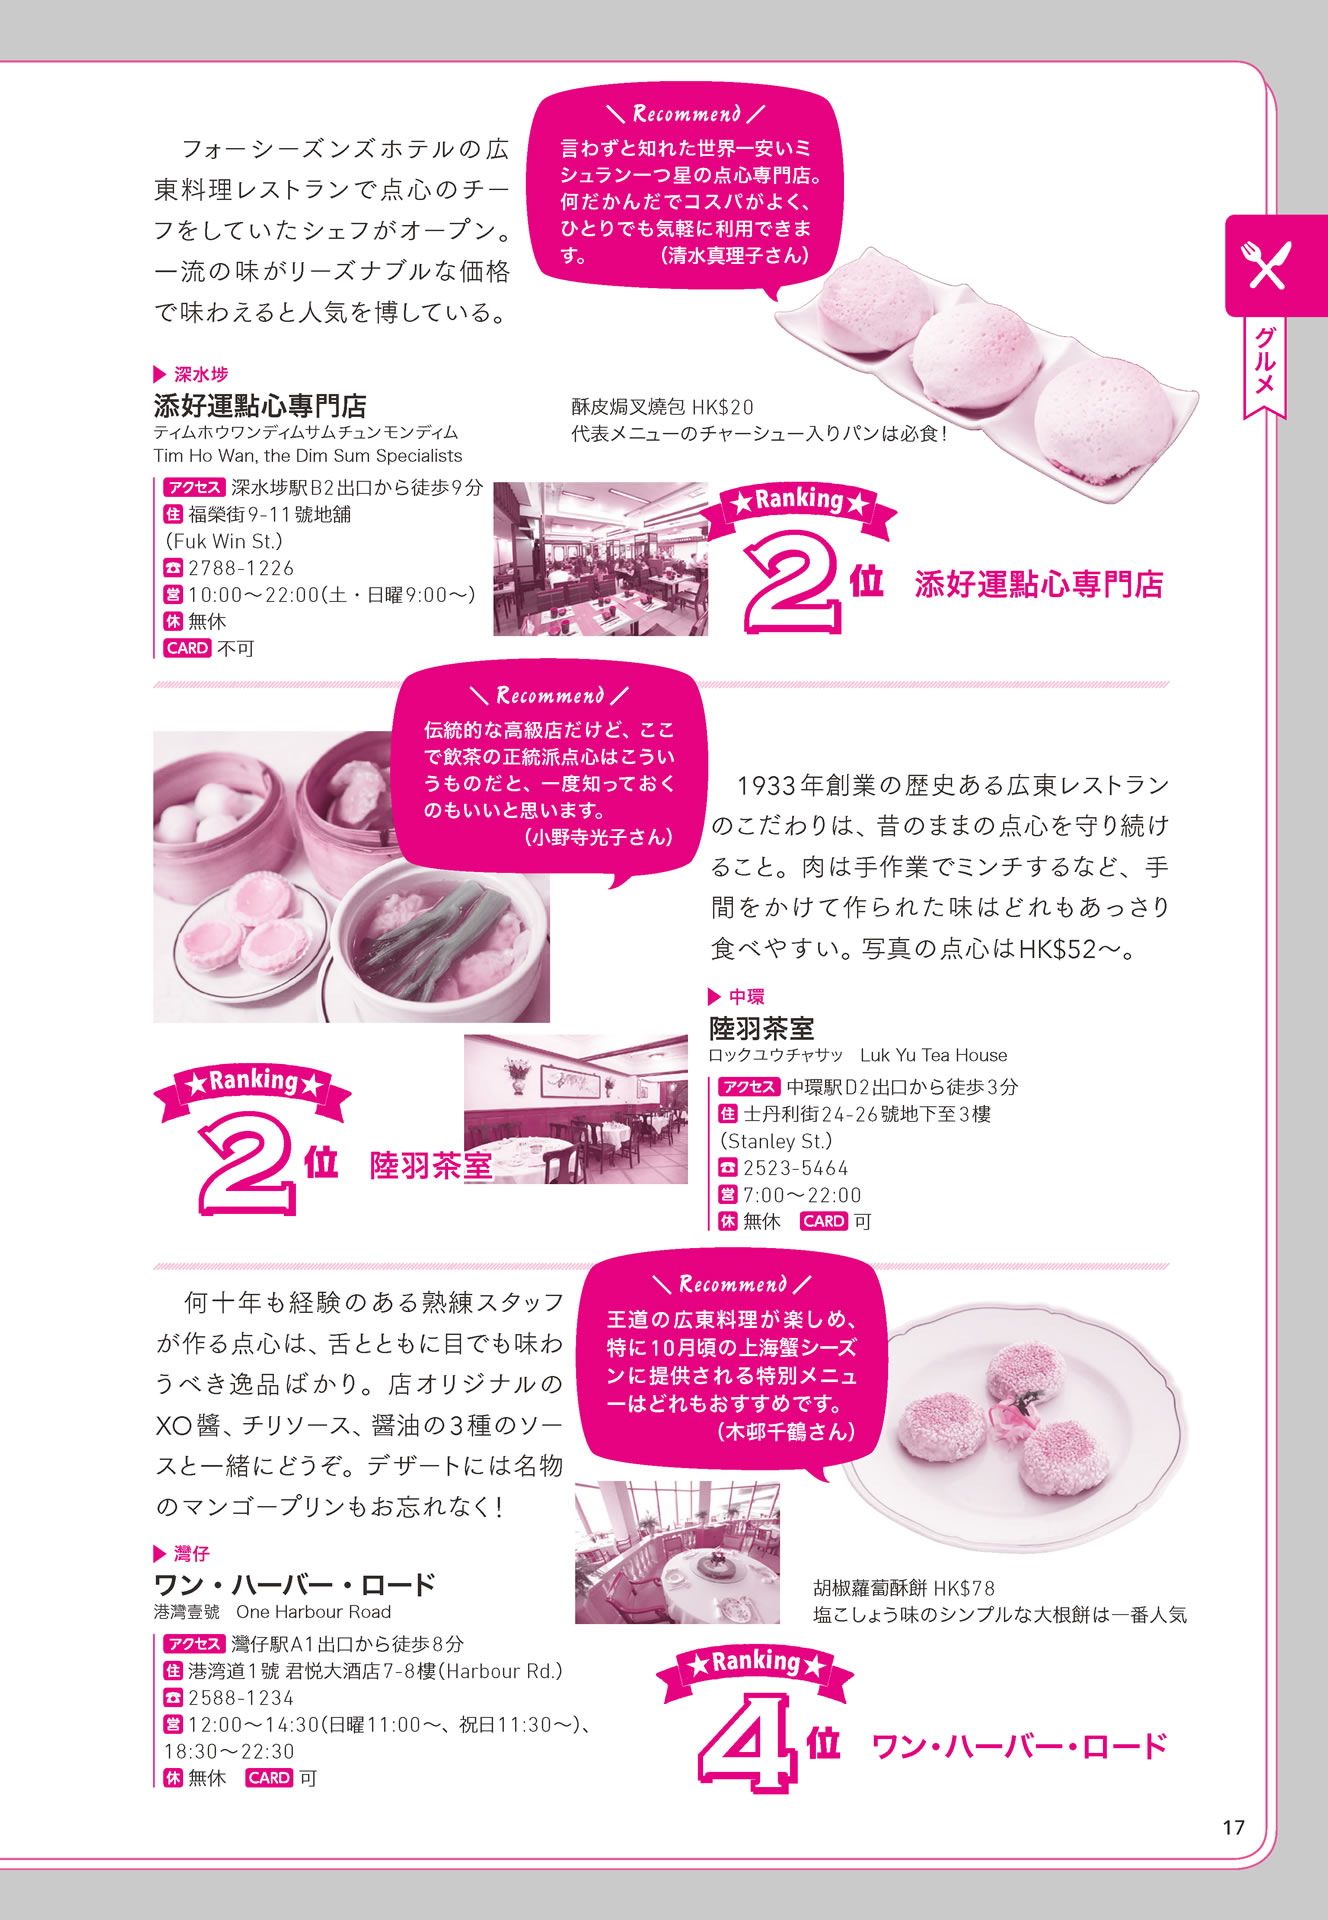 フォーシーズンズホテルの広
東料理レストランで点心のチー
フをしていたシェフがオープン。
一流の味がリーズナブルな価格
で味わえると人気を博している。
Recommend
言わずと知れた世界一安いミ
シュラン一つ星の点心専門店。
何だかんだでコスパがよく、
ひとりでも気軽に利用できま
す。 （清水真理子さん）
グルメ
▶ 深水埗
添好運點心專門店
ティムホウワンディムサムチュンモンディム
Tim Ho Wan, the Dim Sum Specialists
アクセス 深水埗駅B2出口から徒歩9分
住 福榮街9-11號地舖
（Fuk Win St.）
☎ 2788-1226
営 10:00～22:00（土・日曜9:00～）
休 無休
CARD 不可
酥皮焗叉燒包 HK$20
代表メニューのチャーシュー入りパンは必食！
★Ranking★
2位 添好運點心専門店
Recommend
伝統的な高級店だけど、ここ
で飲茶の正統派点心はこうい
うものだと、一度知っておく
のもいいと思います。
（小野寺光子さん）
1933年創業の歴史ある広東レストラン
のこだわりは、昔のままの点心を守り続け
ること。肉は手作業でミンチするなど、手
間をかけて作られた味はどれもあっさり
食べやすい。写真の点心はHK$52～。
▶ 中環
陸羽茶室
ロックユウチャサッ Luk Yu Tea House
アクセス 中環駅D2出口から徒歩3分
住 士丹利街24-26號地下至3樓
（Stanley St.）
☎ 2523-5464
営 7:00～22:00
休 無休 CARD 可
★Ranking★
2位 陸羽茶室
何十年も経験のある熟練スタッフ
が作る点心は、舌とともに目でも味わ
うべき逸品ばかり。店オリジナルの
XO醬、チリソース、醤油の3種のソー
スと一緒にどうぞ。デザートには名物
のマンゴープリンもお忘れなく！
Recommend
王道の広東料理が楽しめ、
特に10月頃の上海蟹シーズ
ンに提供される特別メニュ
ーはどれもおすすめです。
（木邨千鶴さん）
▶ 灣仔
ワン・ハーバー・ロード
港灣壹號 One Harbour Road
アクセス 灣仔駅A1出口から徒歩8分
住 港湾道1號 君悦大酒店7-8樓（Harbour Rd.）
☎ 2588-1234
営 12:00～14:30（日曜11:00～、祝日11:30～）、
18:30～22:30
休 無休 CARD 可
胡椒蘿蔔酥餅 HK$78
塩こしょう味のシンプルな大根餅は一番人気
★Ranking★
4位 ワン・ハーバー・ロード
17